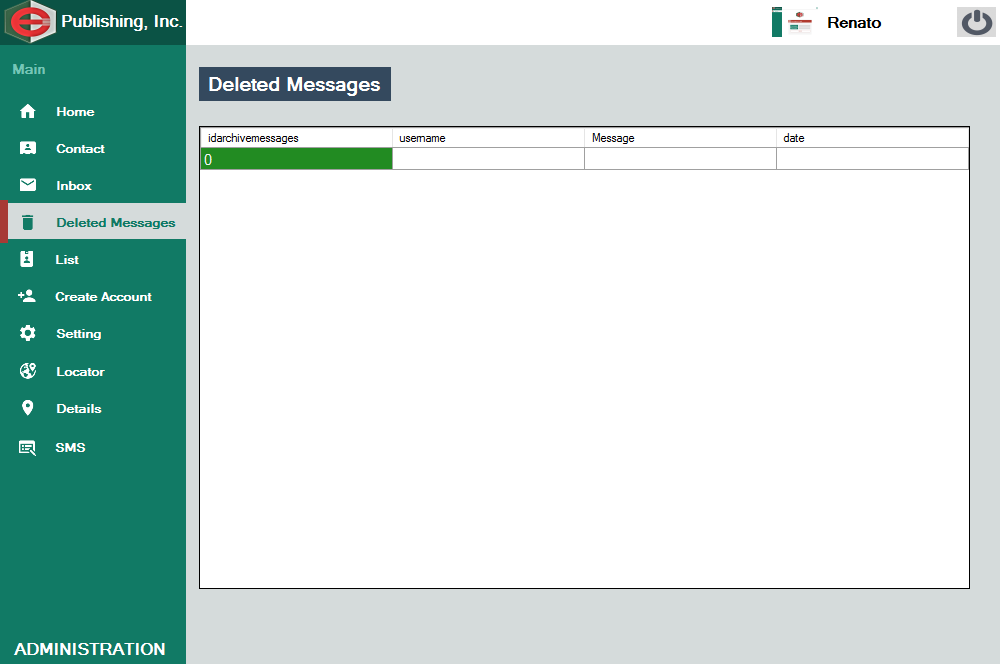 Publishing, Inc.
Renato
Main
Home
Contact
Inbox
Deleted Messages
List
Create Account
Setting
Locator
Details
SMS
ADMINISTRATION
Deleted Messages
idarchivemessages username Message date
0